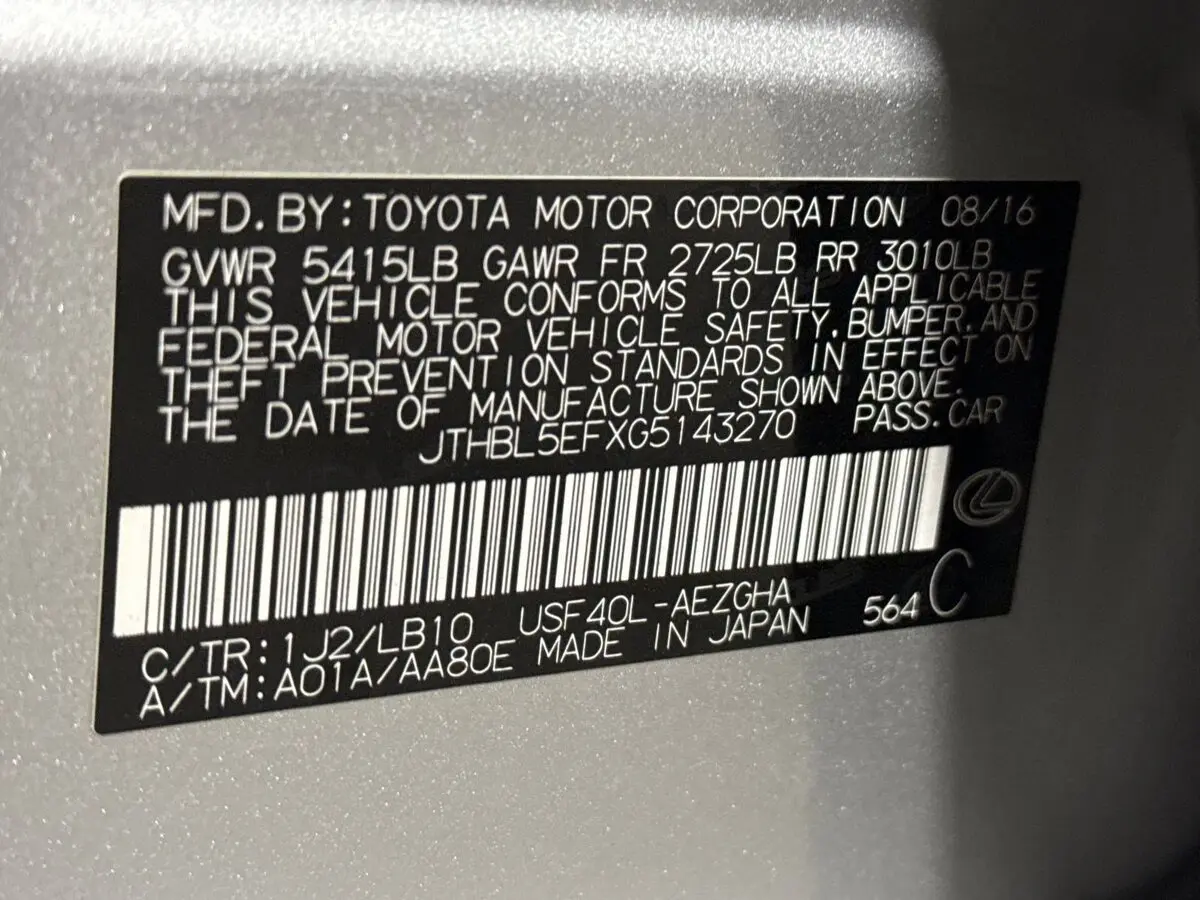 MFD. BY: TOYOTA MOTOR CORPORATION 08/16
GVWR 5415LB GAWR FR 2725LB RR 3010LB
THIS VEHICLE CONFORMS TO ALL APPLICABLE
FEDERAL MOTOR VEHICLE SAFETY, BUMPER, AND
THEFT PREVENTION STANDARDS IN EFFECT ON
THE DATE OF MANUFACTURE SHOWN ABOVE.
JTHBL5EFXG5143270 PASS. CAR
C/TR: 1J2/LB10 USF40L-AEZGHA 564 C
A/TM: A01A/AA80E MADE IN JAPAN